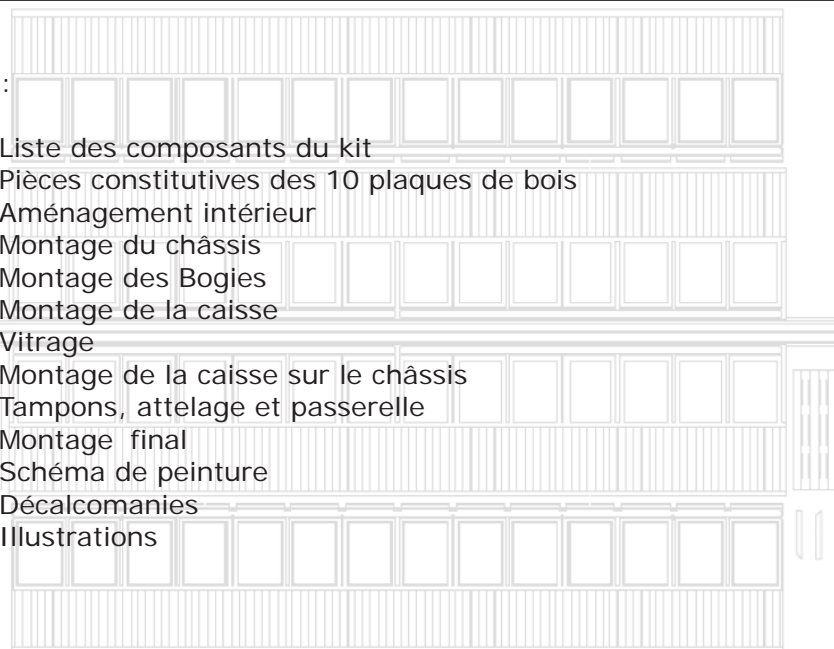 :
Liste des composants du kit
Pièces constitutives des 10 plaques de bois
Aménagement intérieur
Montage du châssis
Montage des Bogies
Montage de la caisse
Vitrage
Montage de la caisse sur le châssis
Tampons, attelage et passerelle
Montage final
Schéma de peinture
Décalcomanies
Illustrations